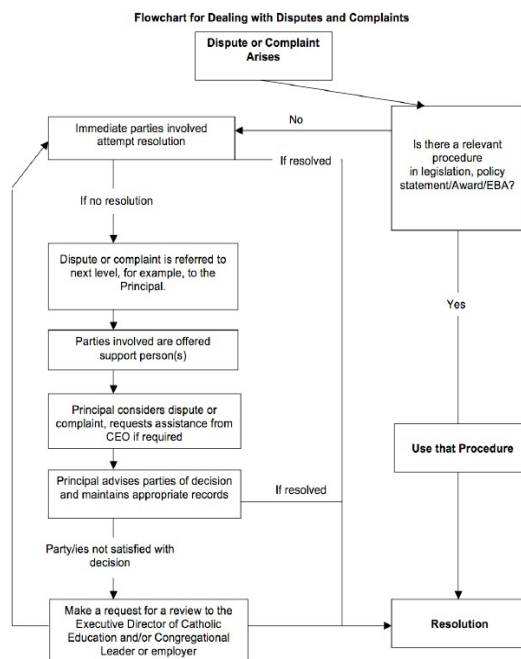 Flowchart for Dealing with Disputes and Complaints
Dispute or Complaint
Arises
No
Immediate parties involved
attempt resolution
Is there a relevant
procedure
in legislation, policy
statement/Award/EBA?
If resolved
If no resolution
Dispute or complaint is referred to
next level, for example, to the
Principal.
Yes
Parties involved are offered
support person(s)
Principal considers dispute or
complaint, requests assistance from
CEO if required
Use that Procedure
Principal advises parties of decision
and maintains appropriate records
If resolved
Party/ies not satisfied with
decision
Make a request for a review to the
Executive Director of Catholic
Education and/or Congregational
Leader or employer
Resolution